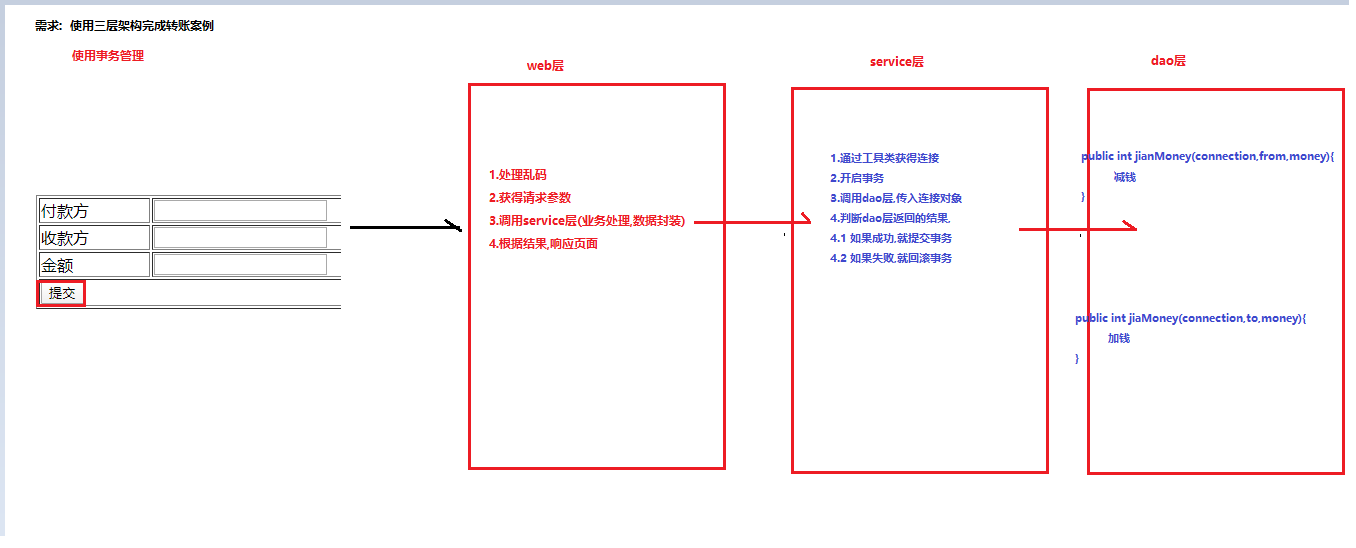 需求: 使用三层架构完成转账案例
使用事务管理
付款方
收款方
金额
提交
web层
1.处理乱码
2.获得请求参数
3.调用service层(业务处理,数据封装)
4.根据结果,响应页面
service层
1.通过工具类获得连接
2.开启事务
3.调用dao层,传入连接对象
4.判断dao层返回的结果,
4.1 如果成功,就提交事务
4.2 如果失败,就回滚事务
dao层
public int jianMoney(connection,from,money){
减钱
}
public int jiaMoney(connection,to,money){
加钱
}